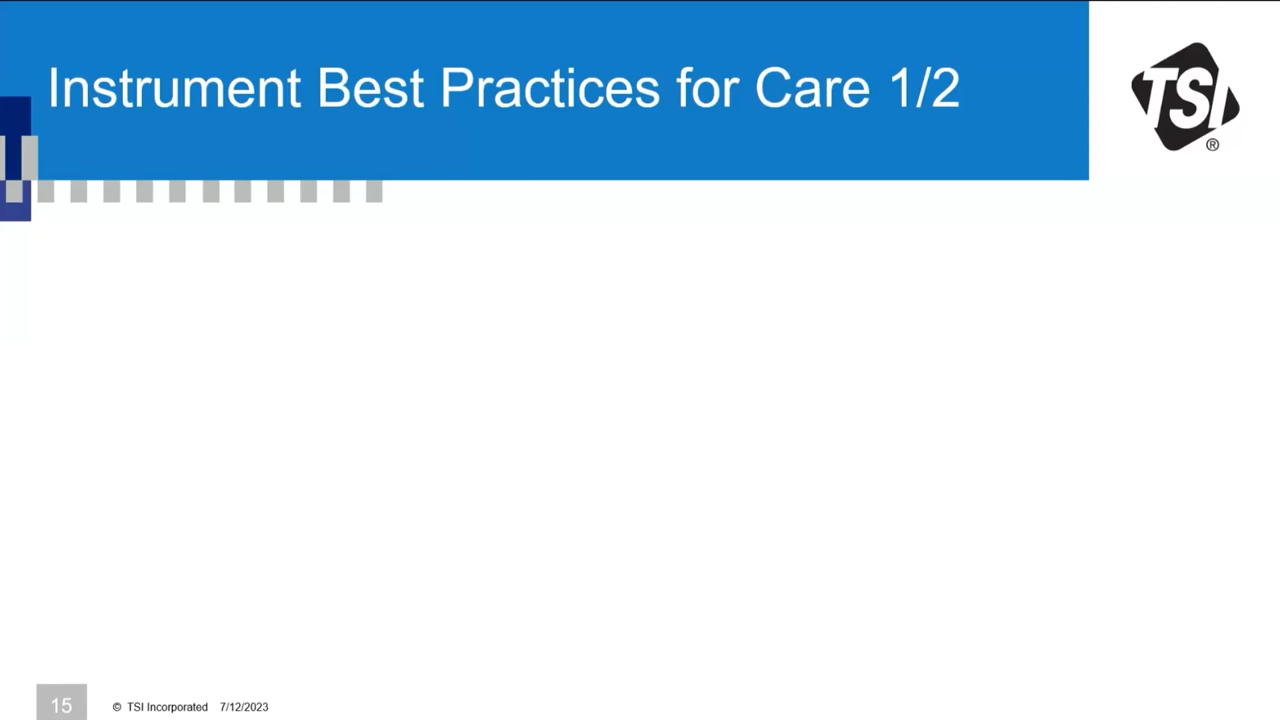 Instrument Best Practices for Care 1/2
TSI
®
15
© TSI Incorporated 7/12/2023